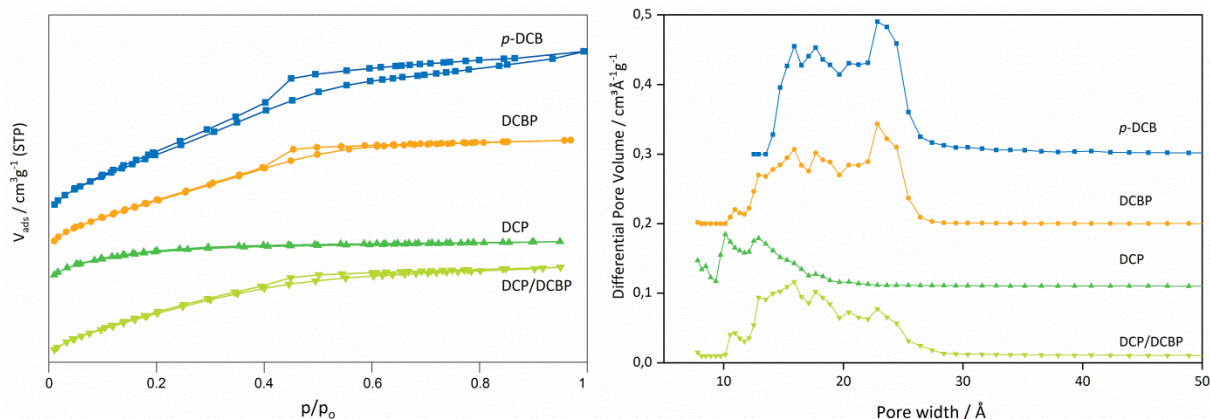 p-DCB
DCBP
DCP
DCP/DCBP
V_ads / cm³g⁻¹ (STP)
0
0.2
0.4
0.6
0.8
1
p/p₀
0,5
0,4
0,3
0,2
0,1
0,0
Differential Pore Volume / cm³Å⁻¹g⁻¹
p-DCB
DCBP
DCP
DCP/DCBP
10
20
30
40
50
Pore width / Å